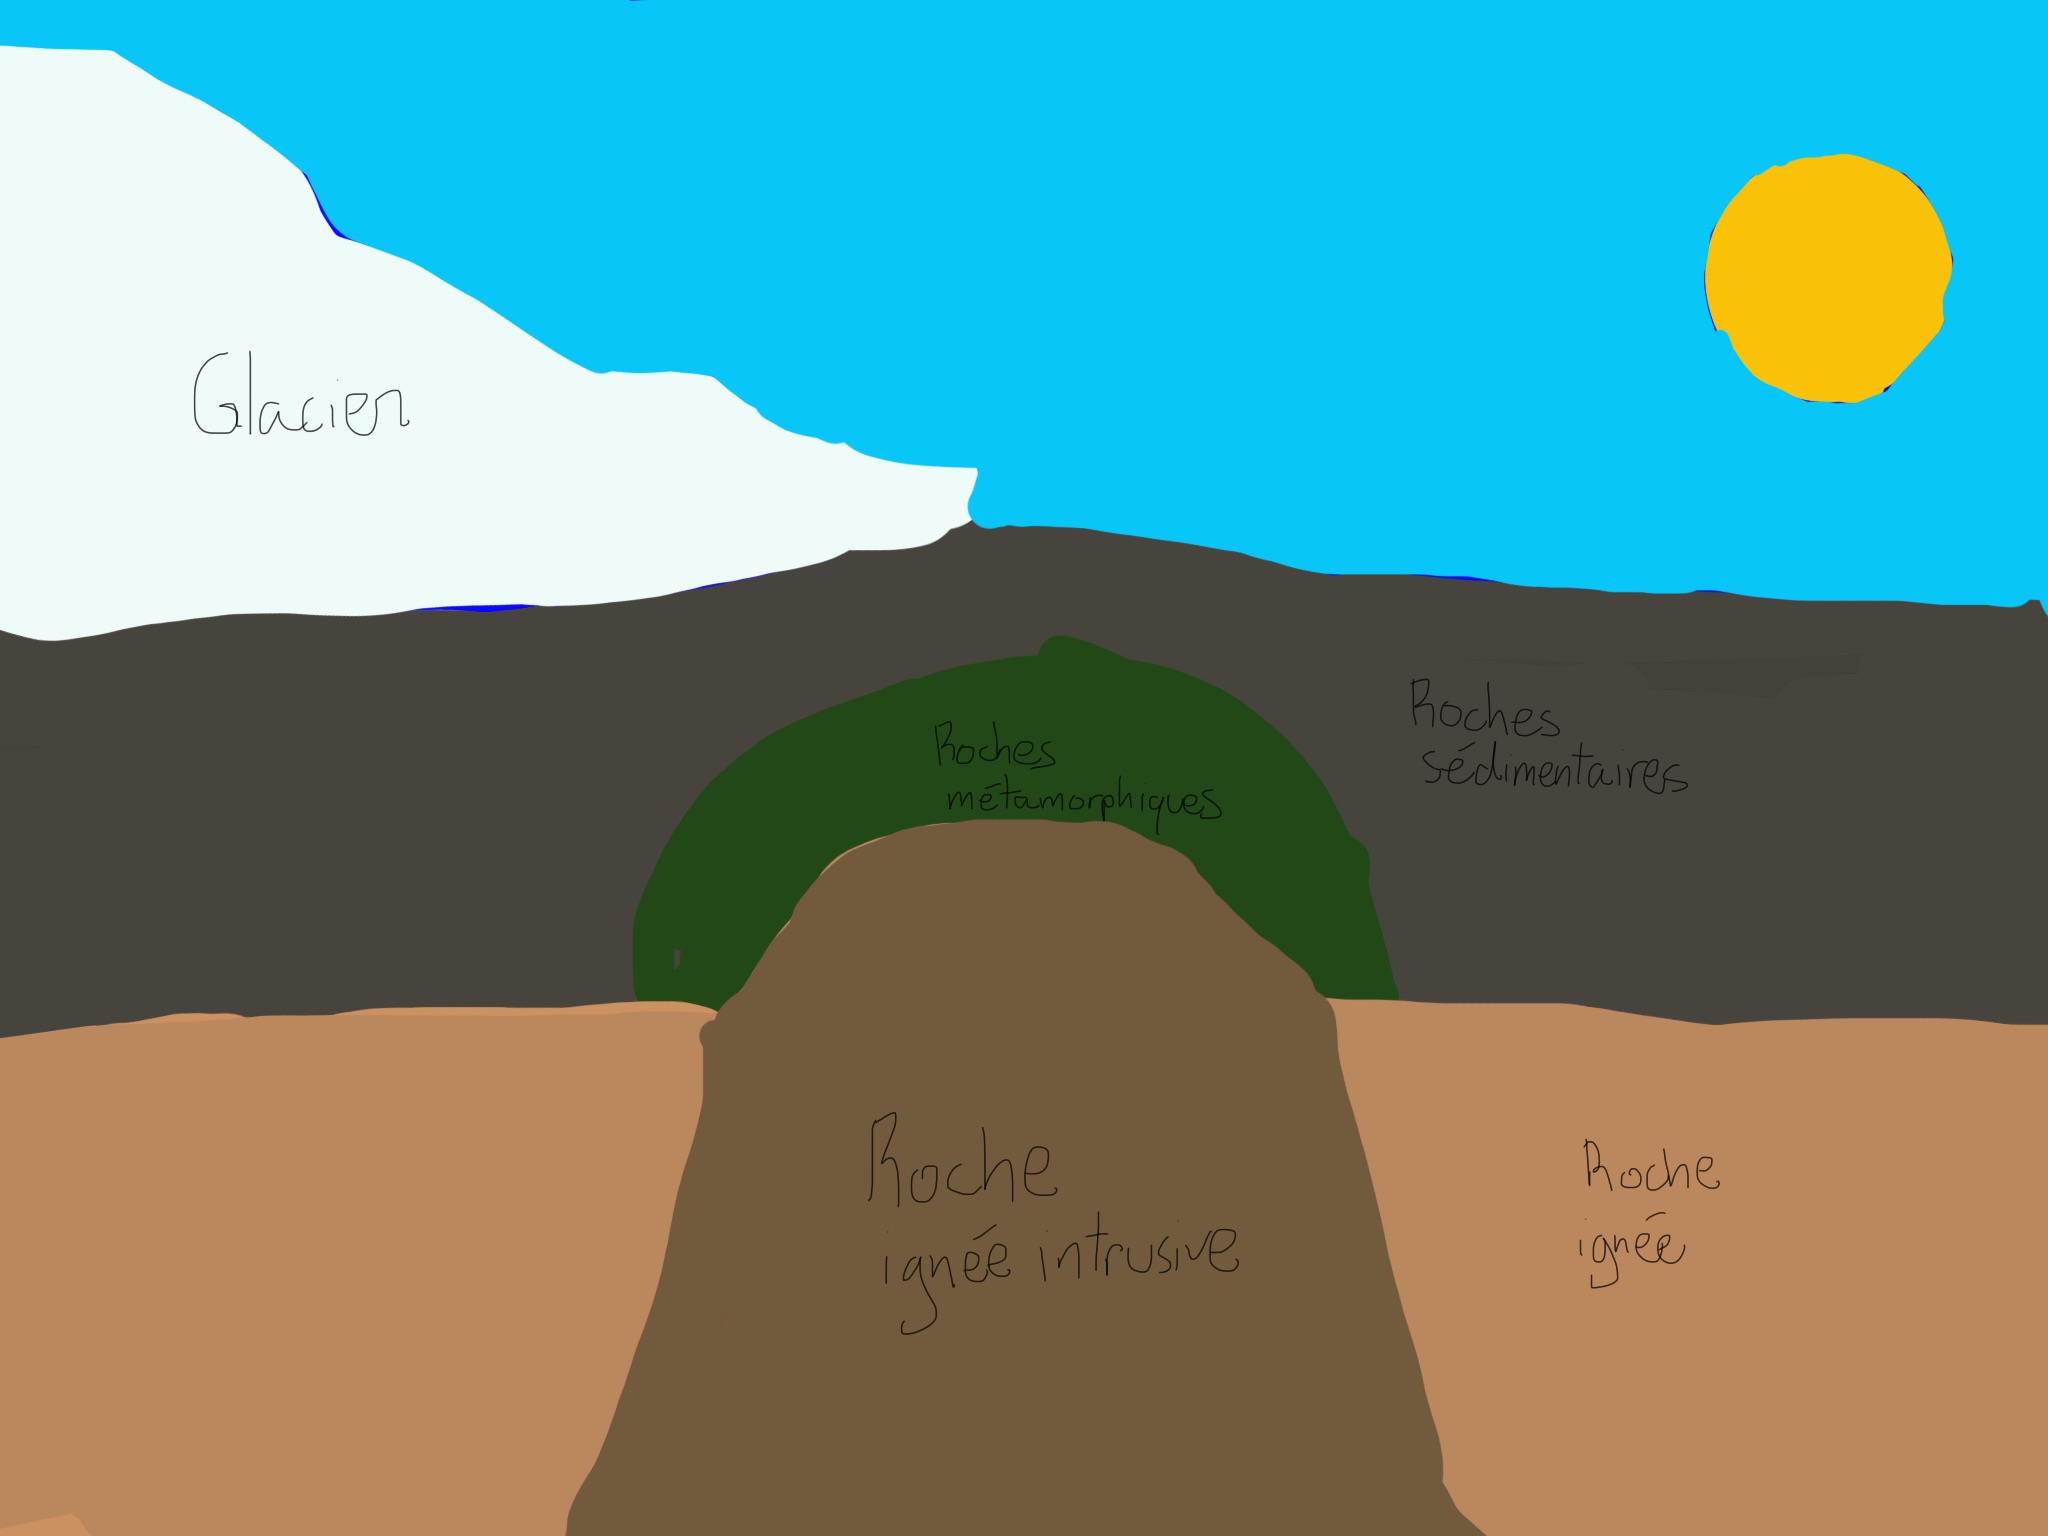 Glacier
Roches
sédimentaires
Roches
métamorphiques
Roche
ignée intrusive
Roche
ignée